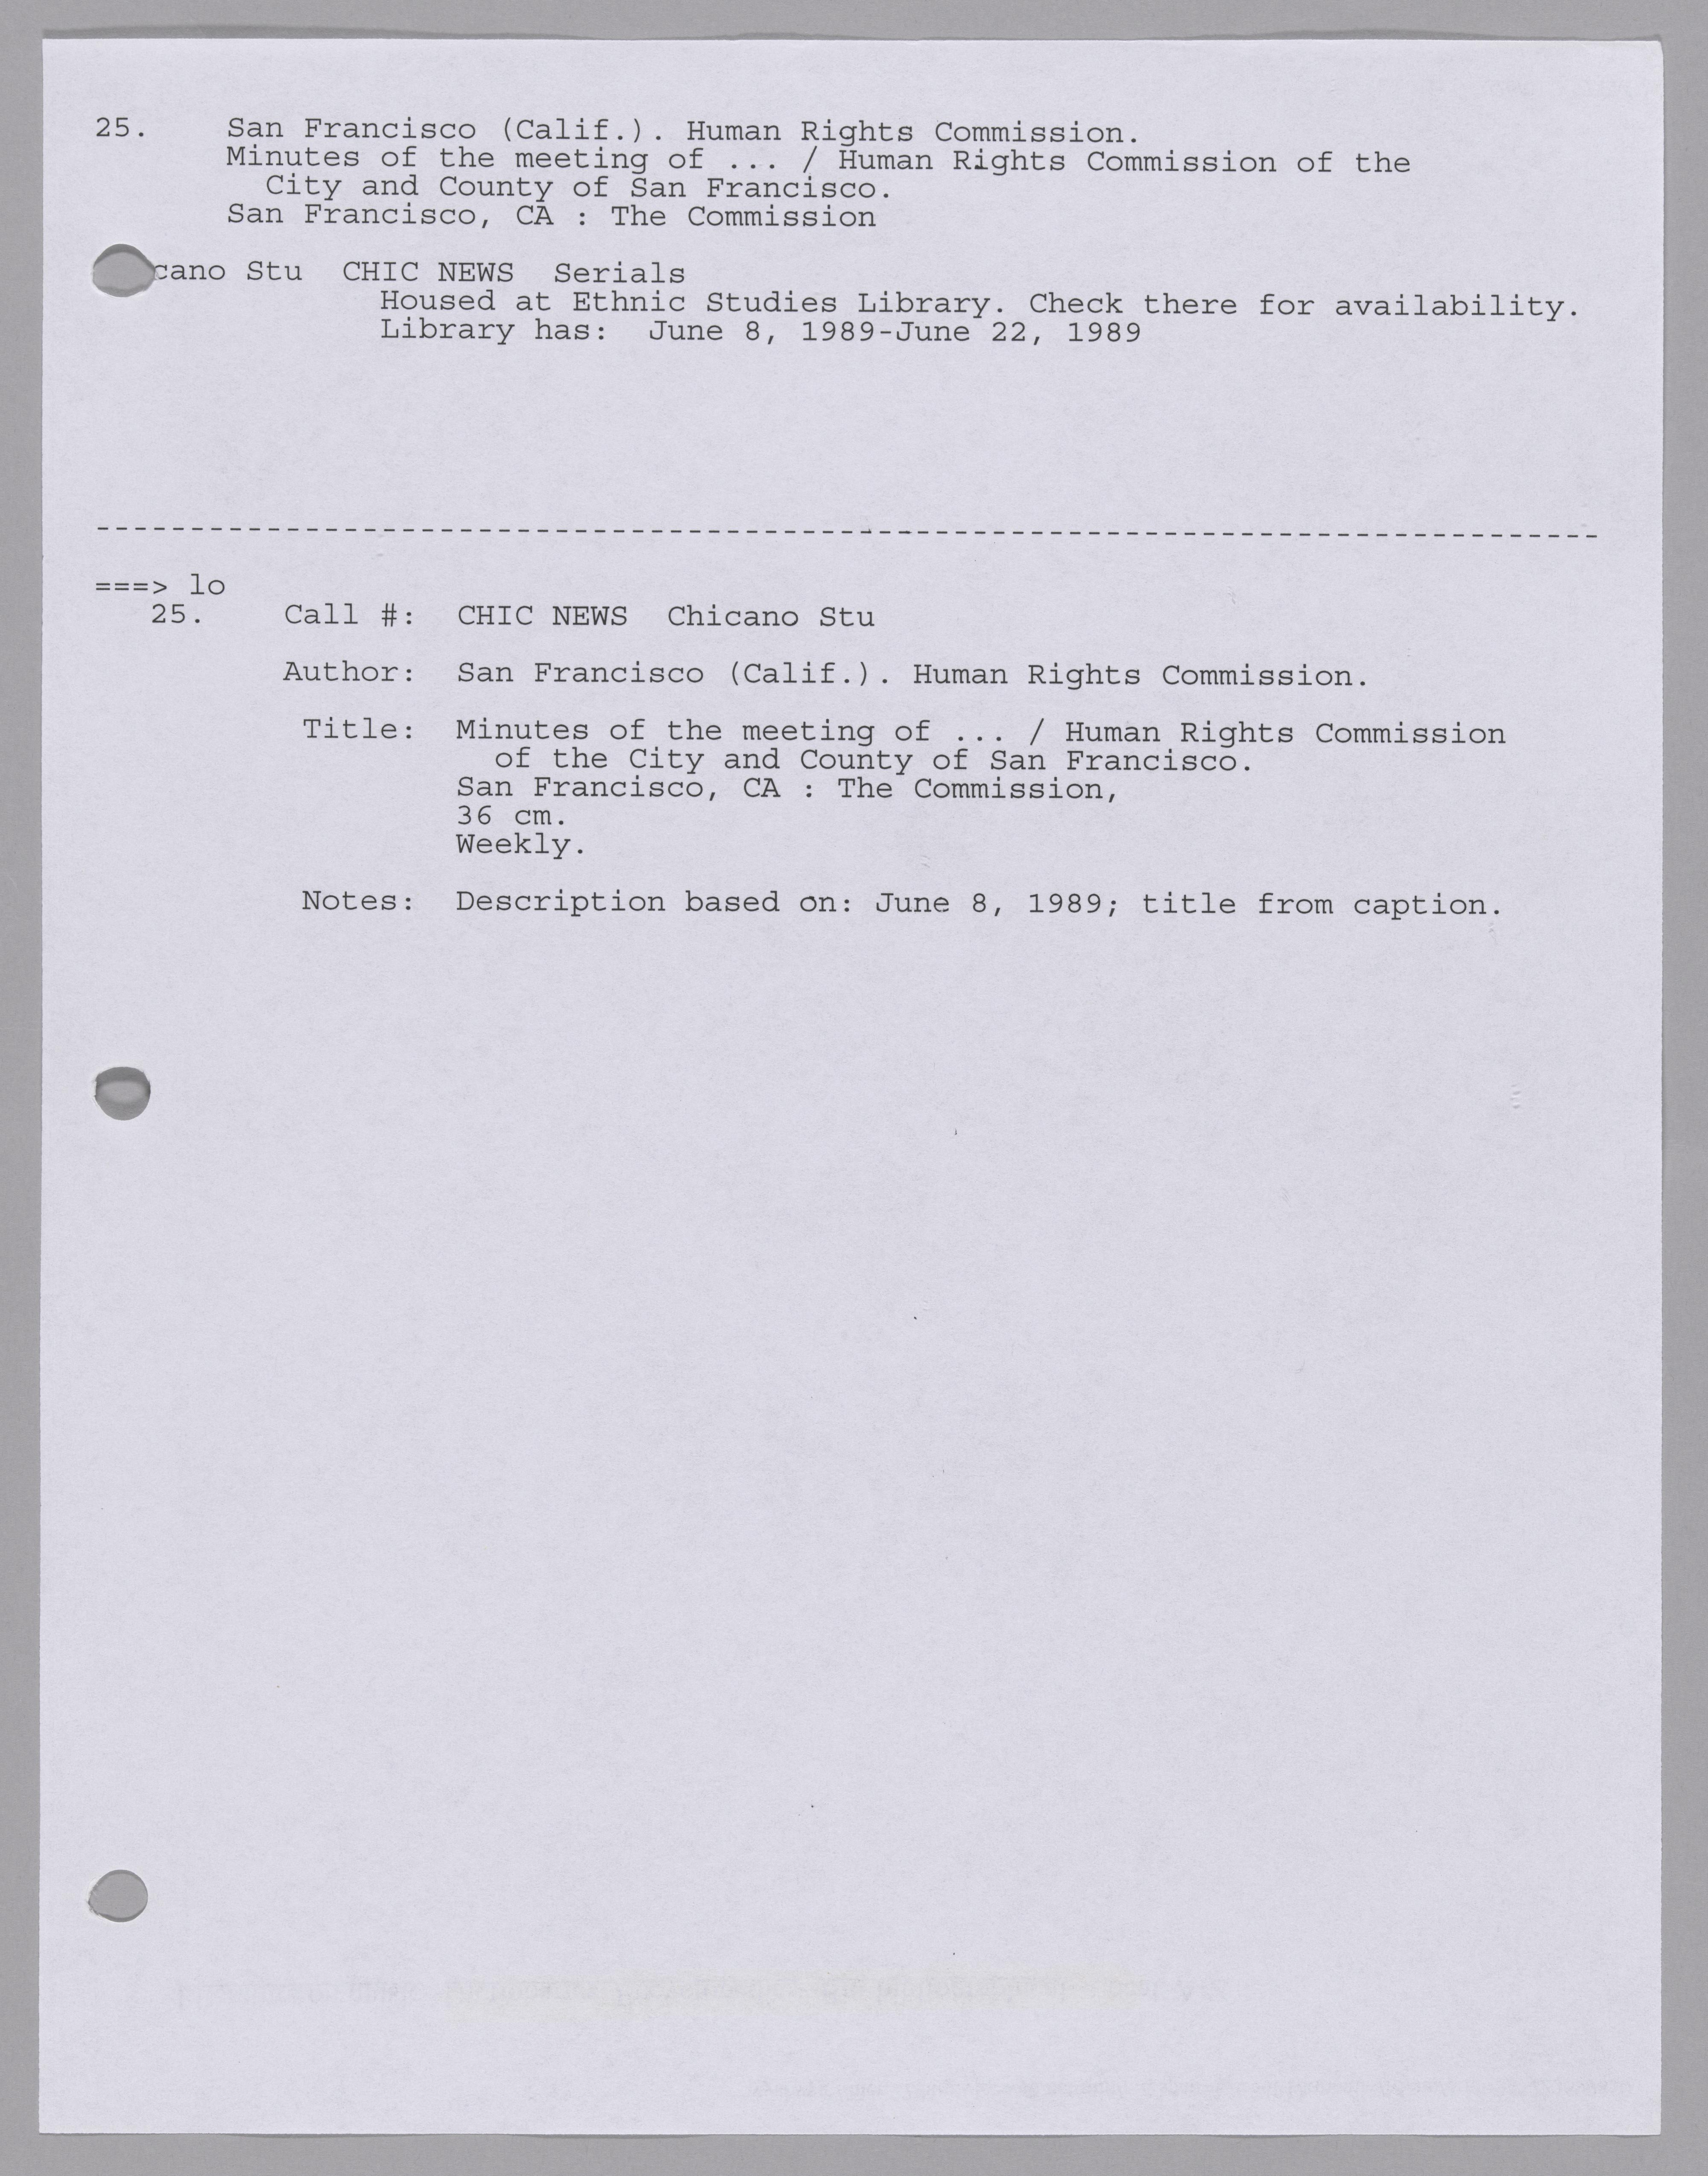 25. San Francisco (Calif.). Human Rights Commission.
Minutes of the meeting of ... / Human Rights Commission of the
City and County of San Francisco.
San Francisco, CA : The Commission
cano Stu CHIC NEWS Serials
Housed at Ethnic Studies Library. Check there for availability.
Library has: June 8, 1989-June 22, 1989
-------------------------------------------------------------------------------
===> lo
25. Call #: CHIC NEWS Chicano Stu
Author: San Francisco (Calif.). Human Rights Commission.
Title: Minutes of the meeting of ... / Human Rights Commission
of the City and County of San Francisco.
San Francisco, CA : The Commission,
36 cm.
Weekly.
Notes: Description based on: June 8, 1989; title from caption.